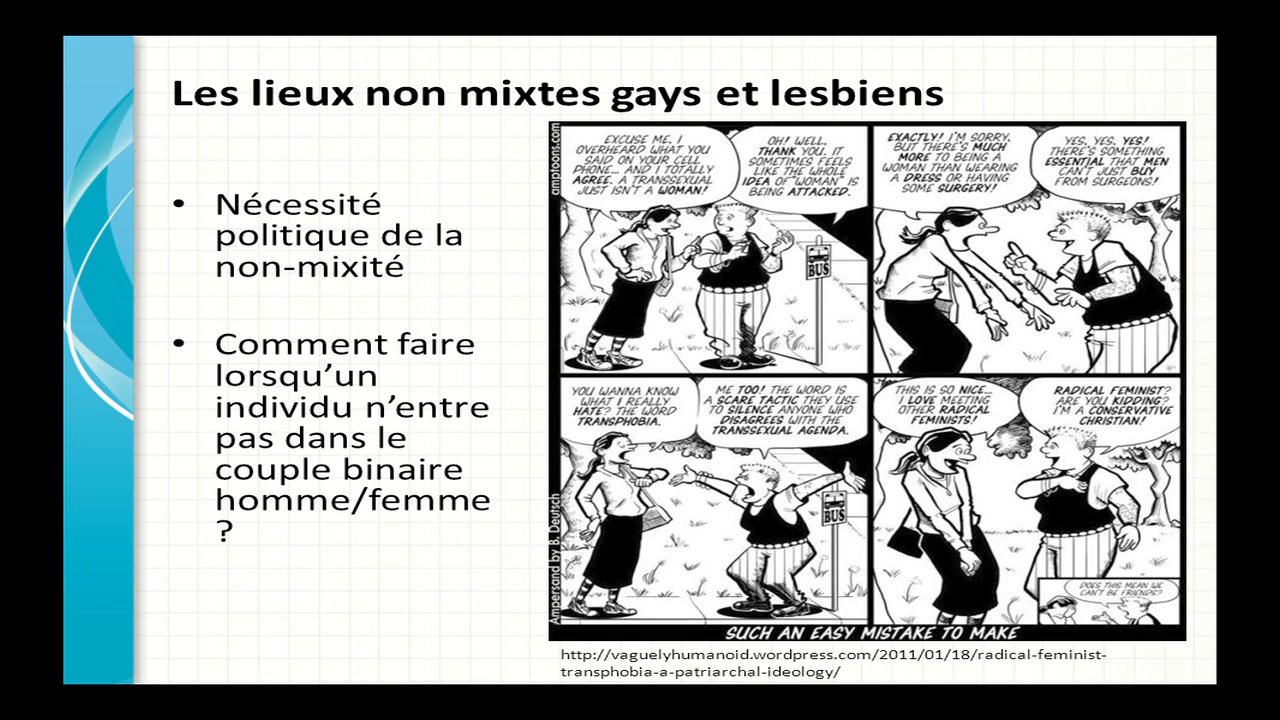 Les lieux non mixtes gays et lesbiens
• Nécessité
politique de la
non-mixité
• Comment faire
lorsqu’un
individu n’entre
pas dans le
couple binaire
homme/femme
?
amptoons.com
EXCUSE ME, I
OVERHEARD WHAT YOU
SAID ON YOUR CELL
PHONE... AND I TOTALLY
AGREE. A TRANSSEXUAL
JUST ISN'T A WOMAN!
OH! WELL,
THANK YOU. IT
SOMETIMES FEELS
LIKE THE WHOLE
IDEA OF "WOMAN" IS
BEING ATTACKED.
BUS
EXACTLY! I'M SORRY,
BUT THERE'S MUCH
MORE TO BEING A
WOMAN THAN WEARING
A DRESS OR HAVING
SOME SURGERY!
YES, YES, YES!
THERE'S SOMETHING
ESSENTIAL THAT MEN
CAN'T JUST BUY
FROM SURGEONS!
YOU WANNA KNOW
WHAT I REALLY
HATE? THE WORD
TRANSPHOBIA.
ME TOO! THE WORD IS
A SCARE TACTIC THEY USE
TO SILENCE ANYONE WHO
DISAGREES WITH THE
TRANSSEXUAL AGENDA.
BUS
THIS IS SO NICE...
I LOVE MEETING
OTHER RADICAL
FEMINISTS!
RADICAL FEMINIST?
ARE YOU KIDDING?
I'M A CONSERVATIVE
CHRISTIAN!
DOES THIS MEAN WE
CAN'T BE FRIENDS?
Ampersand by B. Deutsch
SUCH AN EASY MISTAKE TO MAKE
http://vaguelyhumanoid.wordpress.com/2011/01/18/radical-feminist-
transphobia-a-patriarchal-ideology/